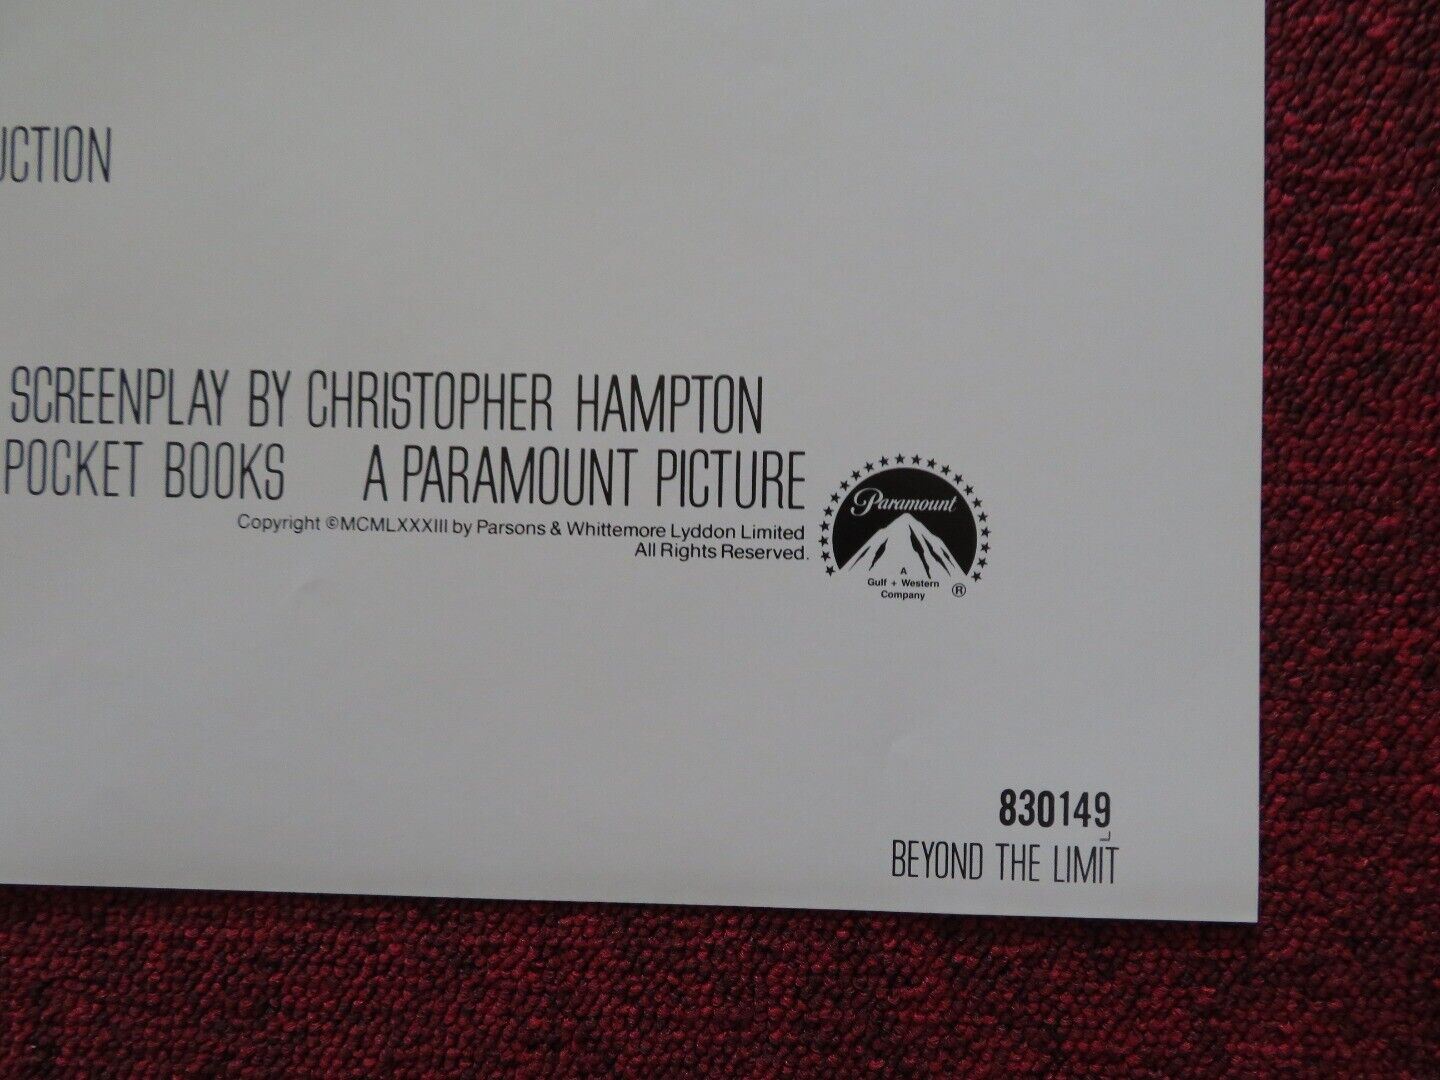 UCTION
SCREENPLAY BY CHRISTOPHER HAMPTON
POCKET BOOKS A PARAMOUNT PICTURE
Copyright ©MCMLXXXIII by Parsons & Whittemore Lyddon Limited
All Rights Reserved.
Paramount
A
Gulf + Western
Company ®
830149
BEYOND THE LIMIT